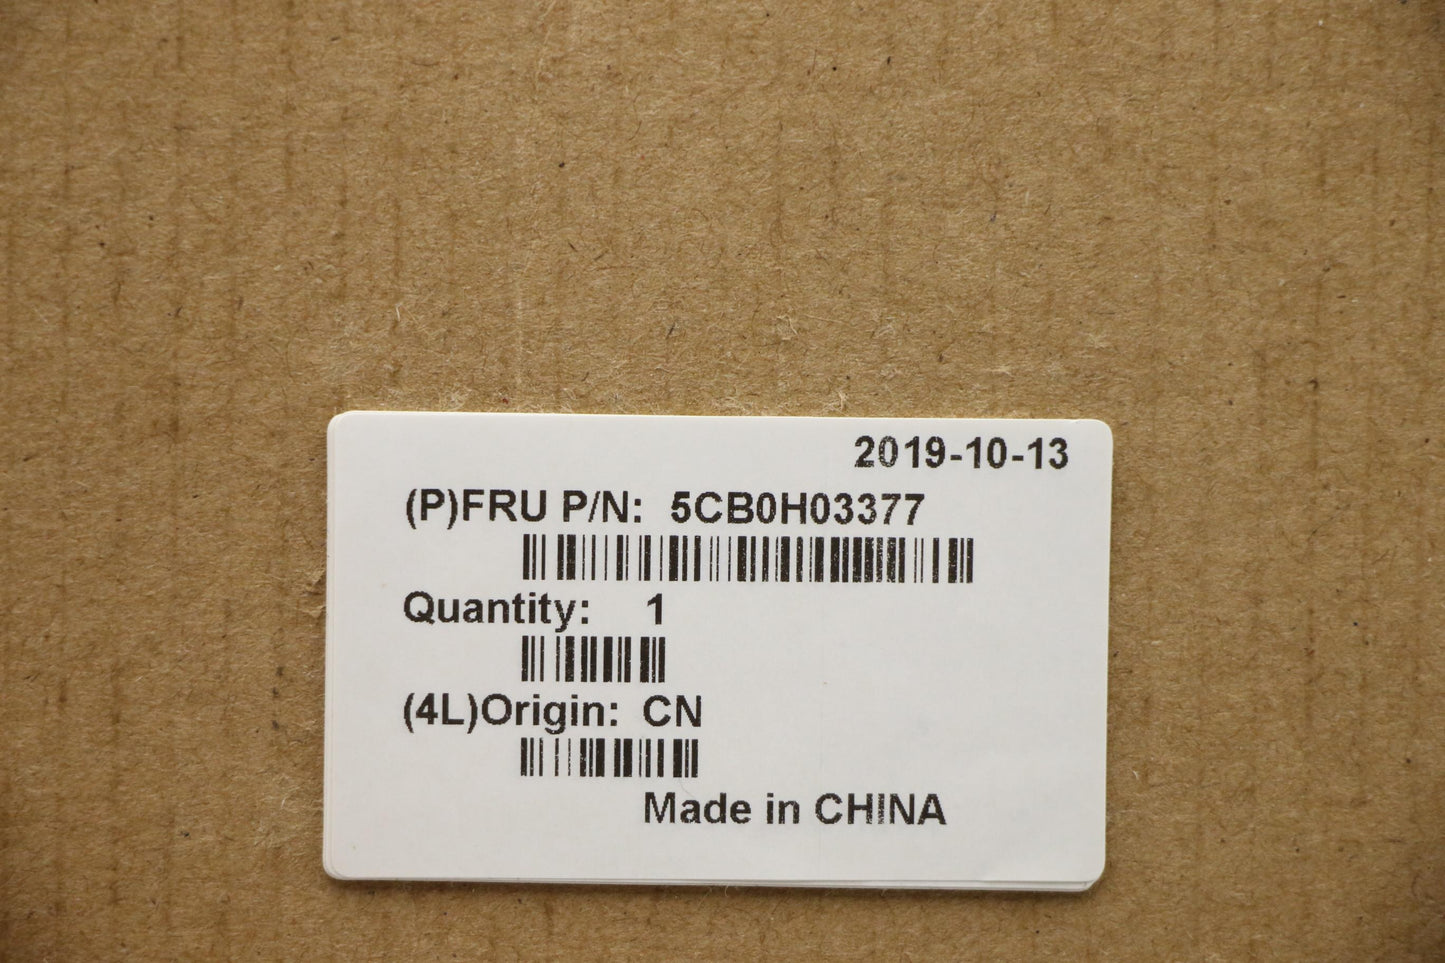 2019-10-13
(P)FRU P/N: 5CB0H03377
Quantity: 1
(4L)Origin: CN
Made in CHINA